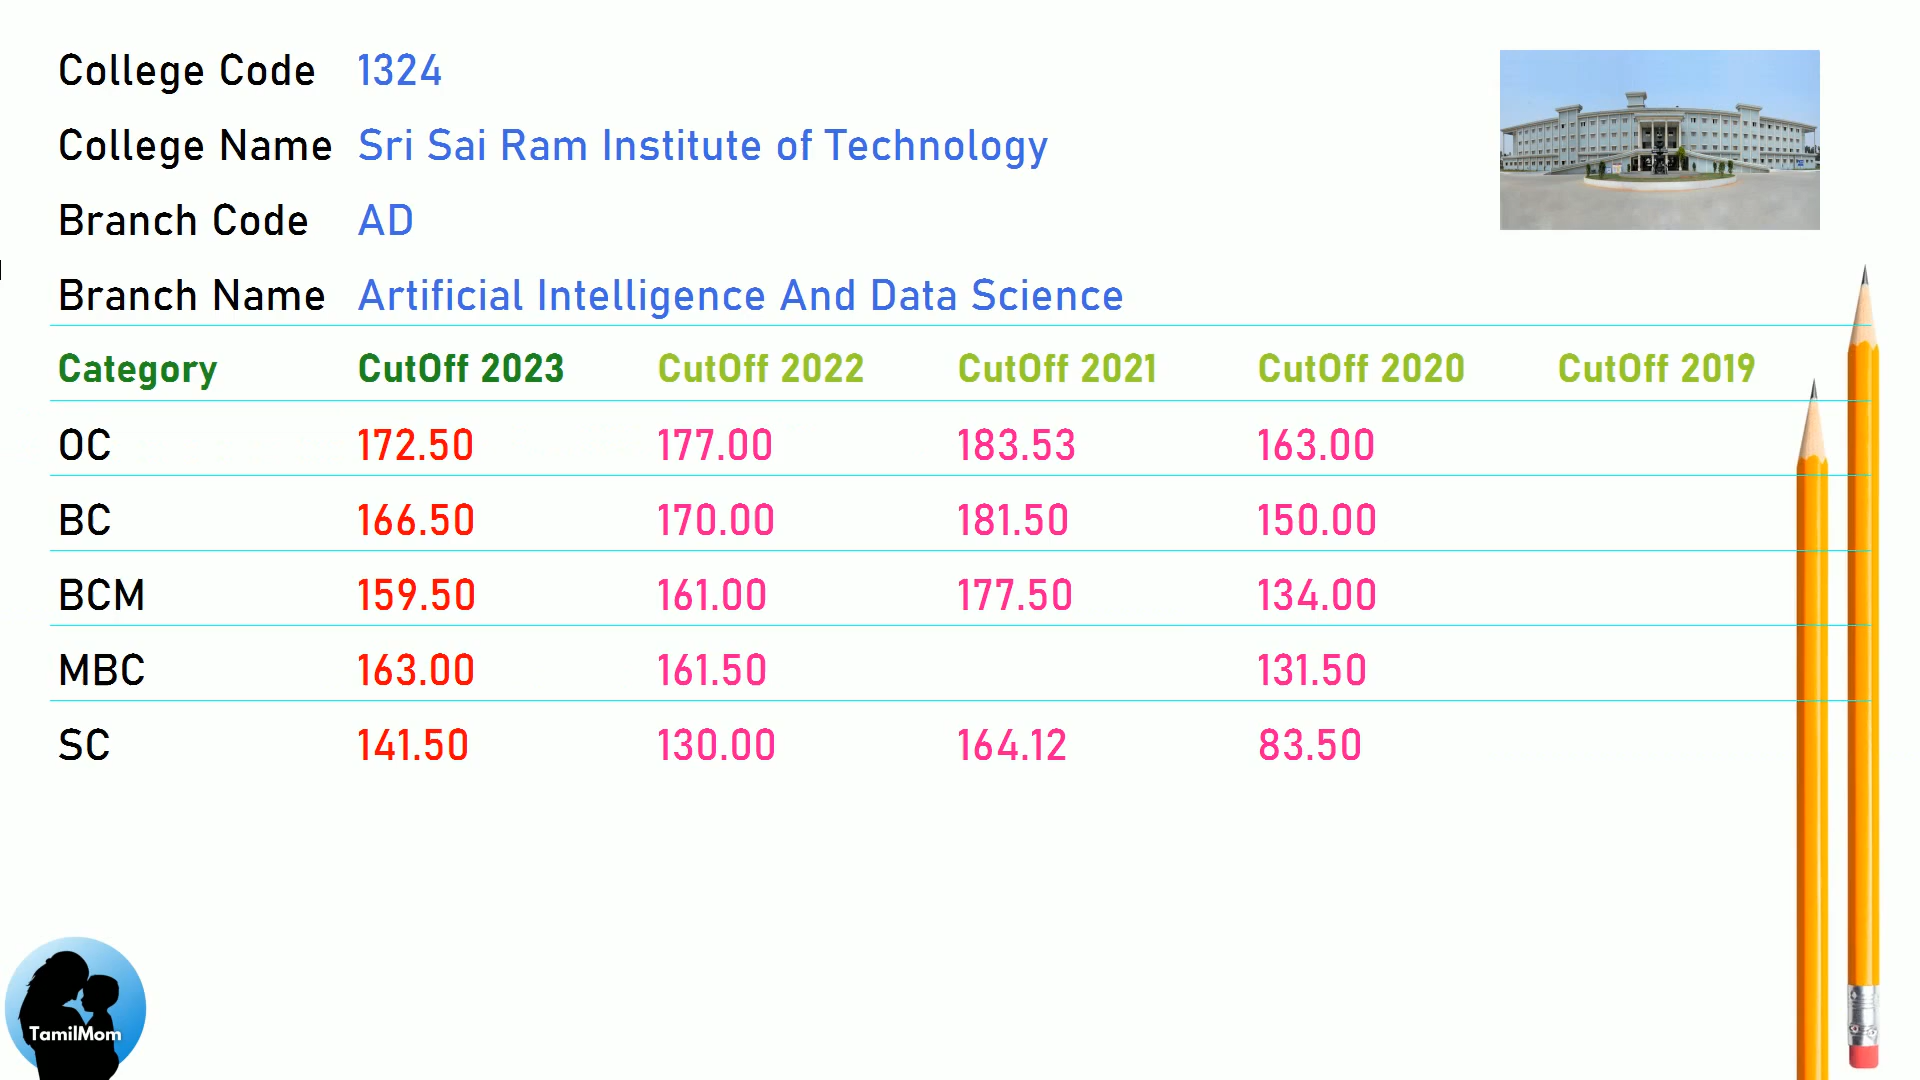 College Code 1324
College Name Sri Sai Ram Institute of Technology
Branch Code AD
Branch Name Artificial Intelligence And Data Science
Category CutOff 2023 CutOff 2022 CutOff 2021 CutOff 2020 CutOff 2019
OC 172.50 177.00 183.53 163.00
BC 166.50 170.00 181.50 150.00
BCM 159.50 161.00 177.50 134.00
MBC 163.00 161.50 131.50
SC 141.50 130.00 164.12 83.50
TamilMom